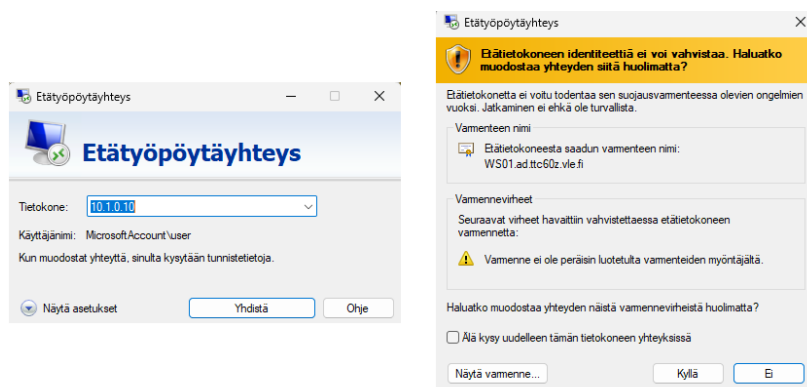 Etätyöpöytäyhteys
Etätyöpöytäyhteys
Tietokone: 10.1.0.10
Käyttäjänimi: MicrosoftAccount\user
Kun muodostat yhteyttä, sinulta kysytään tunnistetietoja.
Näytä asetukset Yhdistä Ohje
Etätyöpöytäyhteys
Etätietokoneen identiteettiä ei voi vahvistaa. Haluatko
muodostaa yhteyden siitä huolimatta?
Etätietokonetta ei voitu todentaa sen suojausvarmenteessa olevien ongelmien
vuoksi. Jatkaminen ei ehkä ole turvallista.
Varmenteen nimi
Etätietokoneesta saadun varmenteen nimi:
WS01.ad.ttc60z.vle.fi
Varmennevirheet
Seuraavat virheet havaittiin vahvistettaessa etätietokoneen
varmennetta:
Varmenne ei ole peräisin luotetulta varmenteiden myöntäjältä.
Haluatko muodostaa yhteyden näistä varmennevirheistä huolimatta?
Älä kysy uudelleen tämän tietokoneen yhteyksissä
Näytä varmenne... Kyllä Ei